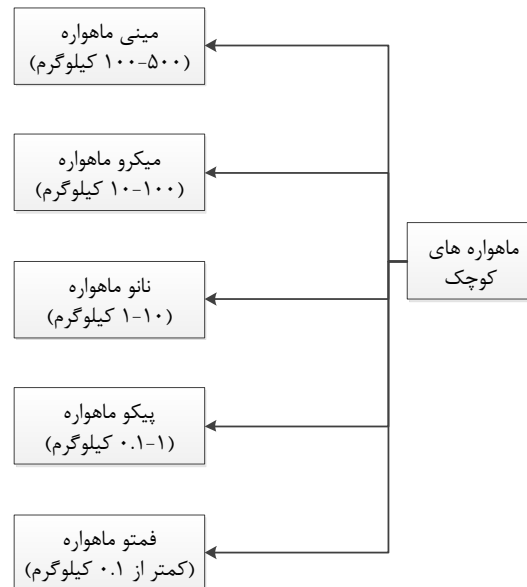 ماهواره های
کوچک
مینی ماهواره
(۱۰۰-۵۰۰ کیلوگرم)
میکرو ماهواره
(۱۰-۱۰۰ کیلوگرم)
نانو ماهواره
(۱-۱۰ کیلوگرم)
پیکو ماهواره
(۰.۱-۱ کیلوگرم)
فمتو ماهواره
(کمتر از ۰.۱ کیلوگرم)